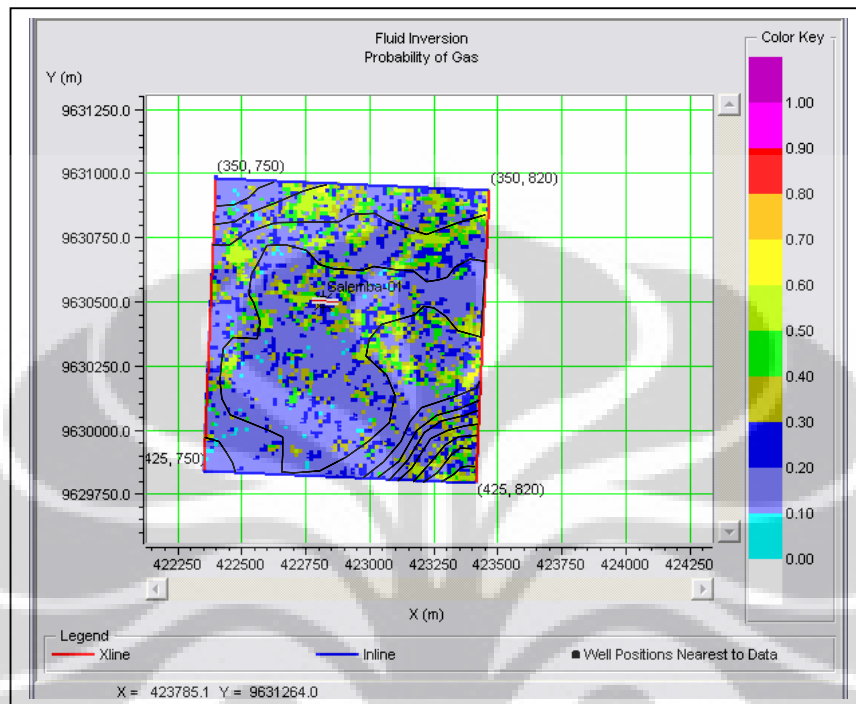 Fluid Inversion
Probability of Gas
Color Key
Y (m)
9631250.0
9631000.0
9630750.0
9630500.0
9630250.0
9630000.0
9629750.0
(350, 750)
(350, 820)
Salemba-01
425, 750)
(425, 820)
1.00
0.90
0.80
0.70
0.60
0.50
0.40
0.30
0.20
0.10
0.00
422250 422500 422750 423000 423250 423500 423750 424000 424250
X (m)
Legend
Xline Inline Well Positions Nearest to Data
X = 423785.1 Y = 9631264.0